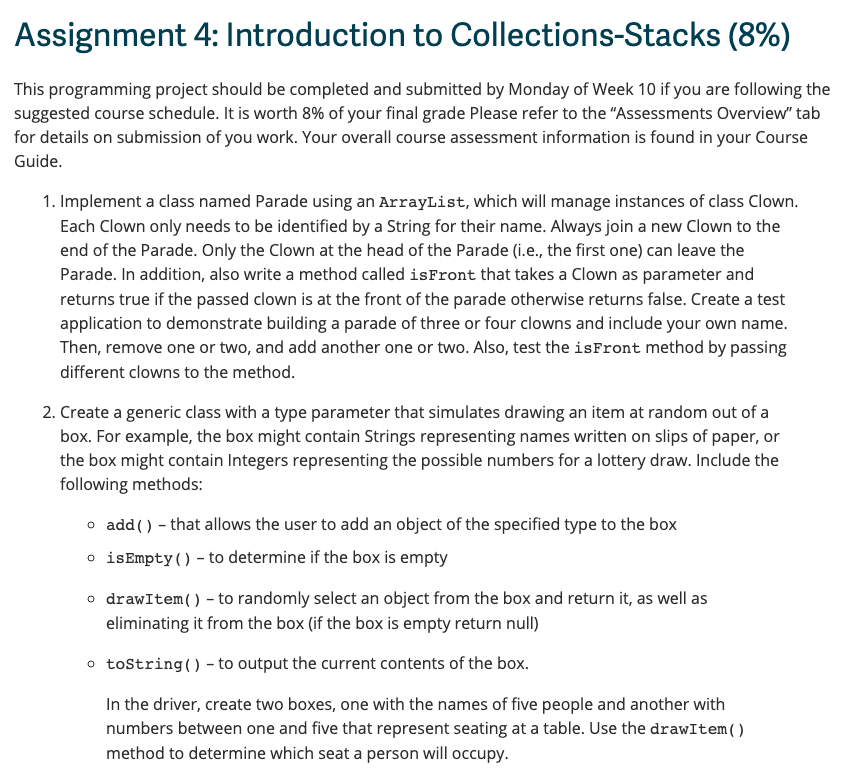 Assignment 4: Introduction to Collections-Stacks (8%)
This programming project should be completed and submitted by Monday of Week 10 if you are following the
suggested course schedule. It is worth 8% of your final grade Please refer to the “Assessments Overview” tab
for details on submission of you work. Your overall course assessment information is found in your Course
Guide.
1. Implement a class named Parade using an ArrayList, which will manage instances of class Clown.
Each Clown only needs to be identified by a String for their name. Always join a new Clown to the
end of the Parade. Only the Clown at the head of the Parade (i.e., the first one) can leave the
Parade. In addition, also write a method called isFront that takes a Clown as parameter and
returns true if the passed clown is at the front of the parade otherwise returns false. Create a test
application to demonstrate building a parade of three or four clowns and include your own name.
Then, remove one or two, and add another one or two. Also, test the isFront method by passing
different clowns to the method.
2. Create a generic class with a type parameter that simulates drawing an item at random out of a
box. For example, the box might contain Strings representing names written on slips of paper, or
the box might contain Integers representing the possible numbers for a lottery draw. Include the
following methods:
○ add() – that allows the user to add an object of the specified type to the box
○ isEmpty() – to determine if the box is empty
○ drawItem() – to randomly select an object from the box and return it, as well as
eliminating it from the box (if the box is empty return null)
○ toString() – to output the current contents of the box.
In the driver, create two boxes, one with the names of five people and another with
numbers between one and five that represent seating at a table. Use the drawItem()
method to determine which seat a person will occupy.